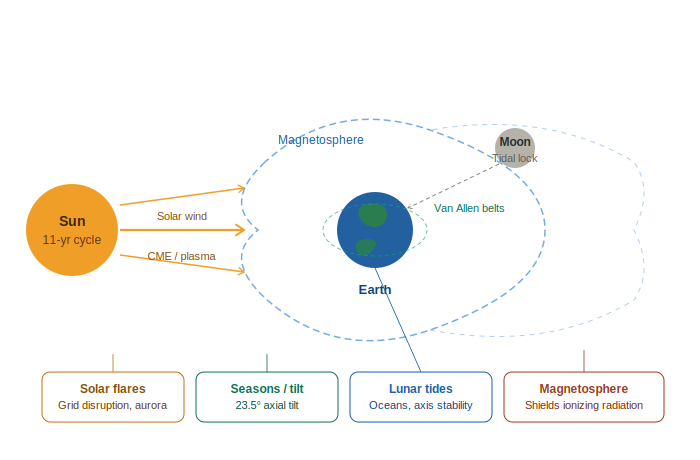 Magnetosphere
Moon
Tidal lock
Sun
11-yr cycle
Solar wind
CME / plasma
Van Allen belts
Earth
Solar flares
Grid disruption, aurora
Seasons / tilt
23.5° axial tilt
Lunar tides
Oceans, axis stability
Magnetosphere
Shields ionizing radiation